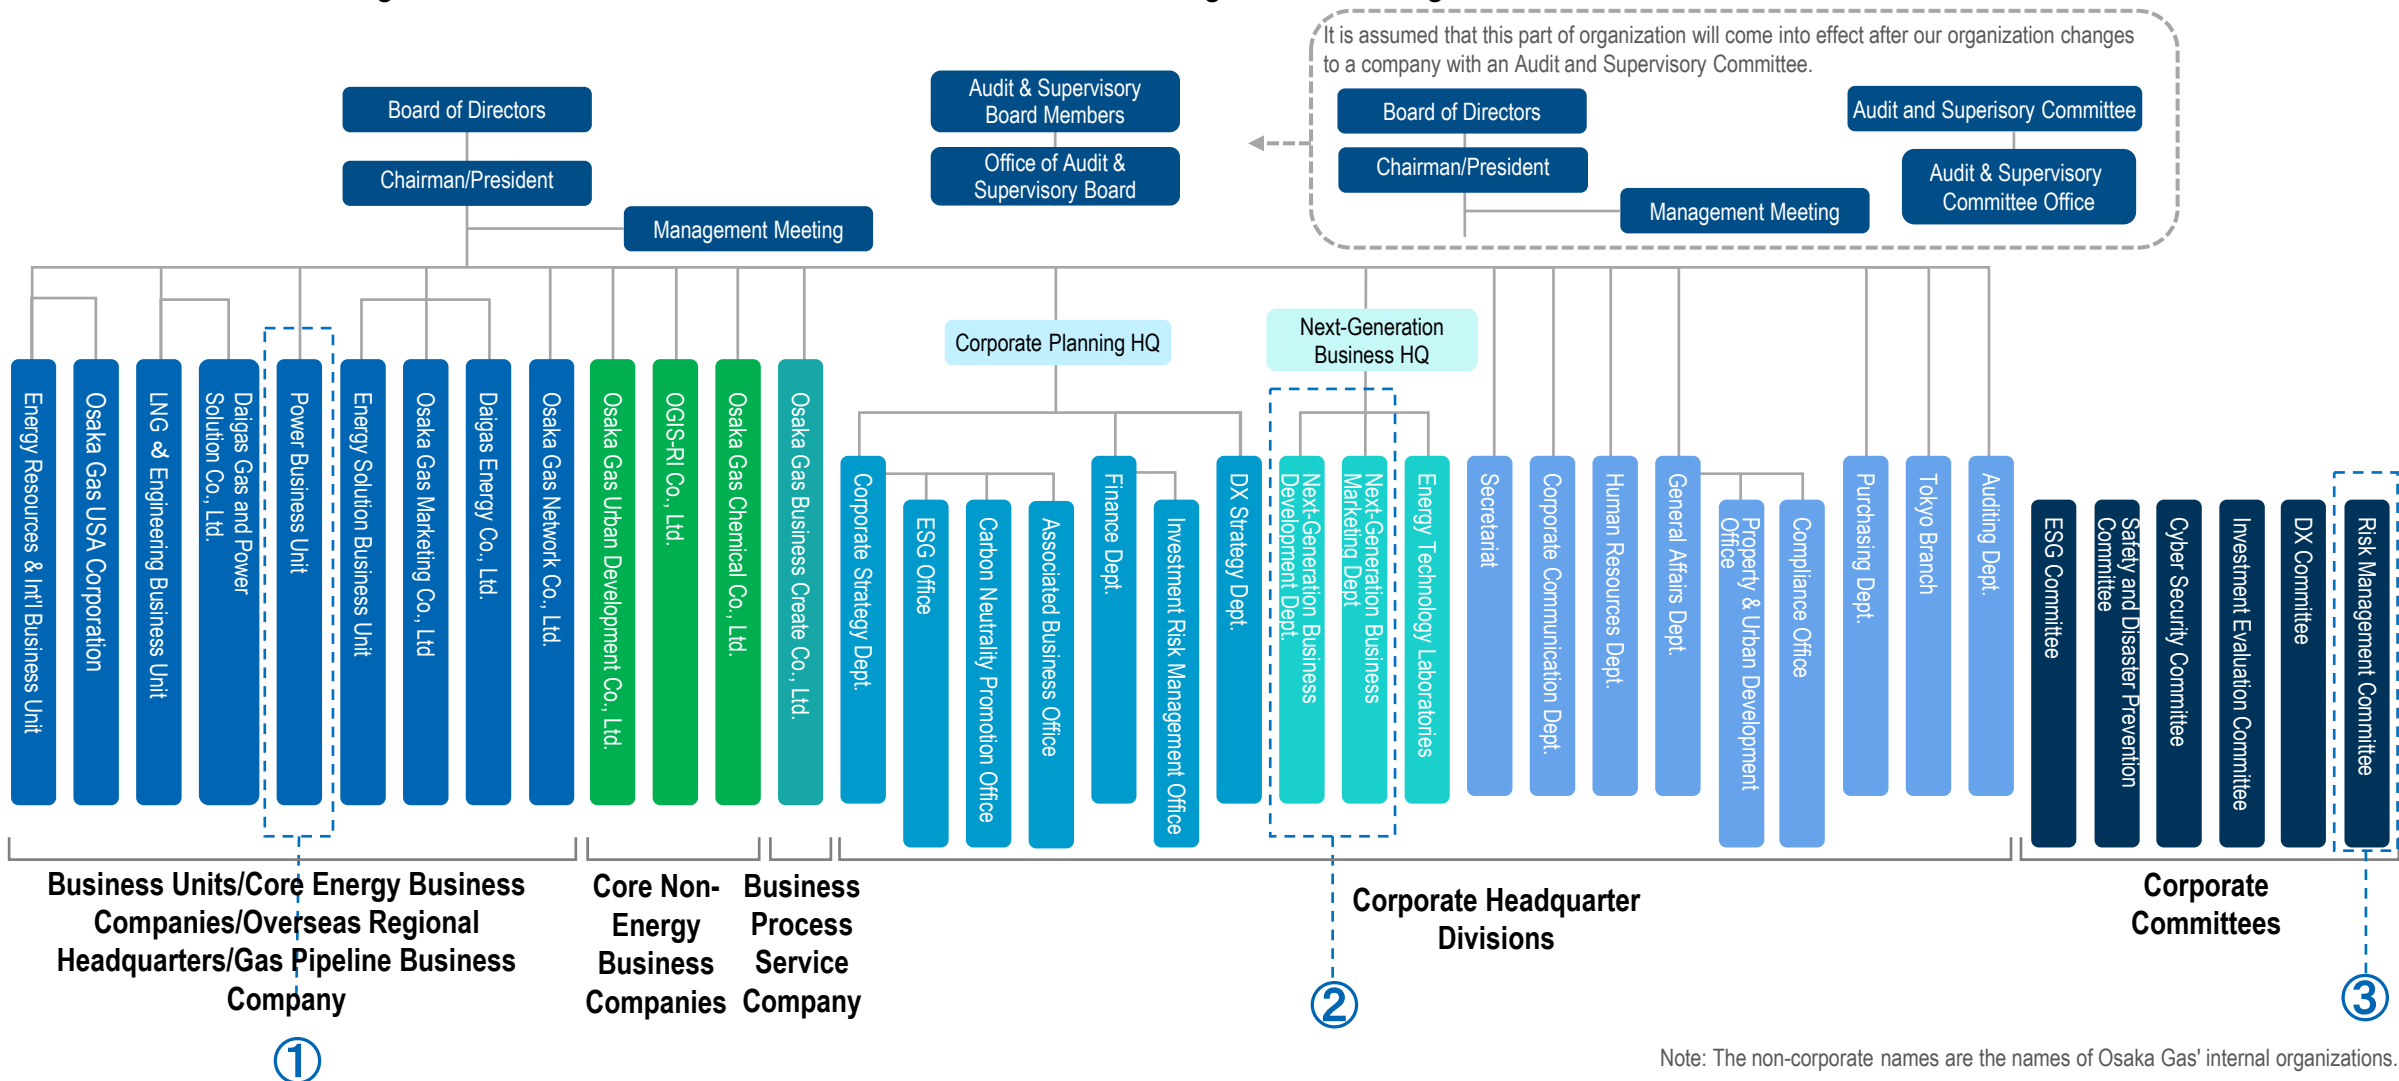 It is assumed that this part of organization will come into effect after our organization changes
to a company with an Audit and Supervisory Committee.
Board of Directors
Chairman/President
Management Meeting
Audit & Supervisory
Board Members
Office of Audit &
Supervisory Board
Board of Directors
Chairman/President
Management Meeting
Audit and Superisory Committee
Audit & Supervisory
Committee Office
Corporate Planning HQ
Next-Generation
Business HQ
Energy Resources & Int'l Business Unit
Osaka Gas USA Corporation
LNG & Engineering Business Unit
Daigas Gas and Power
Solution Co., Ltd.
Power Business Unit
Energy Solution Business Unit
Osaka Gas Marketing Co., Ltd
Daigas Energy Co., Ltd.
Osaka Gas Network Co., Ltd.
Osaka Gas Urban Development Co., Ltd.
OGIS-RI Co., Ltd.
Osaka Gas Chemical Co., Ltd.
Osaka Gas Business Create Co., Ltd.
Corporate Strategy Dept.
ESG Office
Carbon Neutrality Promotion Office
Associated Business Office
Finance Dept.
Investment Risk Management Office
DX Strategy Dept.
Next-Generation Business
Development Dept.
Next-Generation Business
Marketing Dept
Energy Technology Laboratories
Secretariat
Corporate Communication Dept.
Human Resources Dept.
General Affairs Dept.
Property & Urban Development
Office
Compliance Office
Purchasing Dept.
Tokyo Branch
Auditing Dept.
ESG Committee
Safety and Disaster Prevention
Committee
Cyber Security Committee
Investment Evaluation Committee
DX Committee
Risk Management Committee
Business Units/Core Energy Business
Companies/Overseas Regional
Headquarters/Gas Pipeline Business
Company
Core Non-
Energy
Business
Companies
Business
Process
Service
Company
Corporate Headquarter
Divisions
Corporate
Committees
①
②
③
Note: The non-corporate names are the names of Osaka Gas' internal organizations.